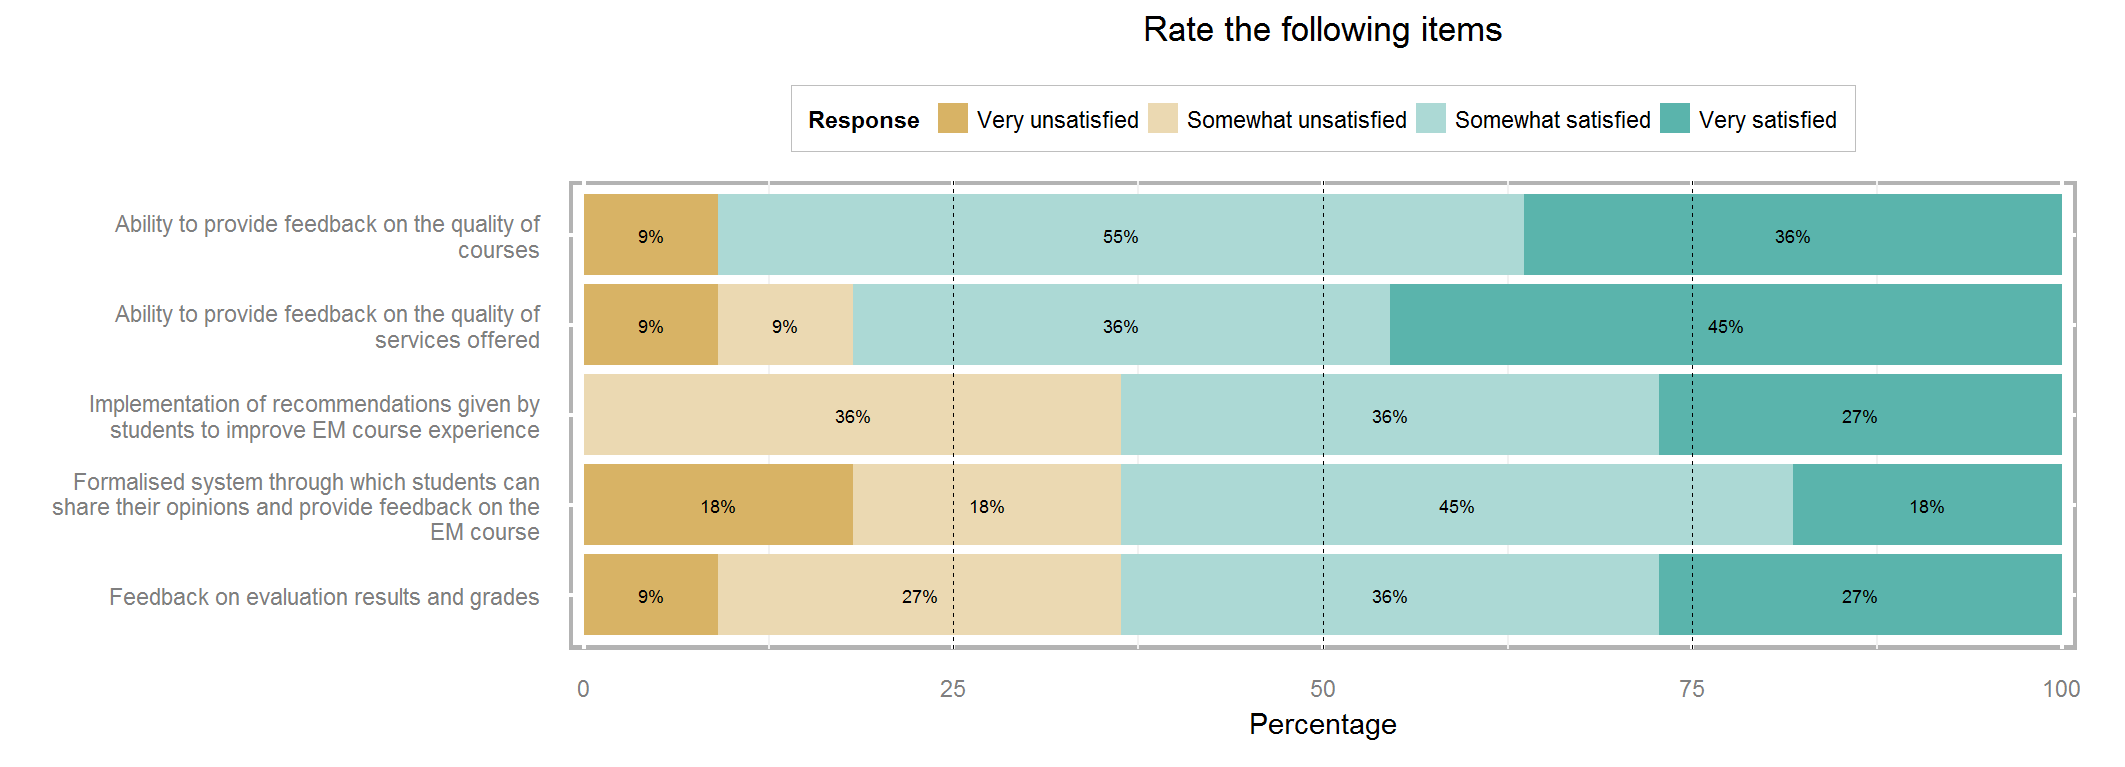 Rate the following items
Response Very unsatisfied Somewhat unsatisfied Somewhat satisfied Very satisfied
Ability to provide feedback on the quality of
courses
9% 55% 36%
Ability to provide feedback on the quality of
services offered
9% 9% 36% 45%
Implementation of recommendations given by
students to improve EM course experience
36% 36% 27%
Formalised system through which students can
share their opinions and provide feedback on the
EM course
18% 18% 45% 18%
Feedback on evaluation results and grades
9% 27% 36% 27%
0 25 50 75 100
Percentage